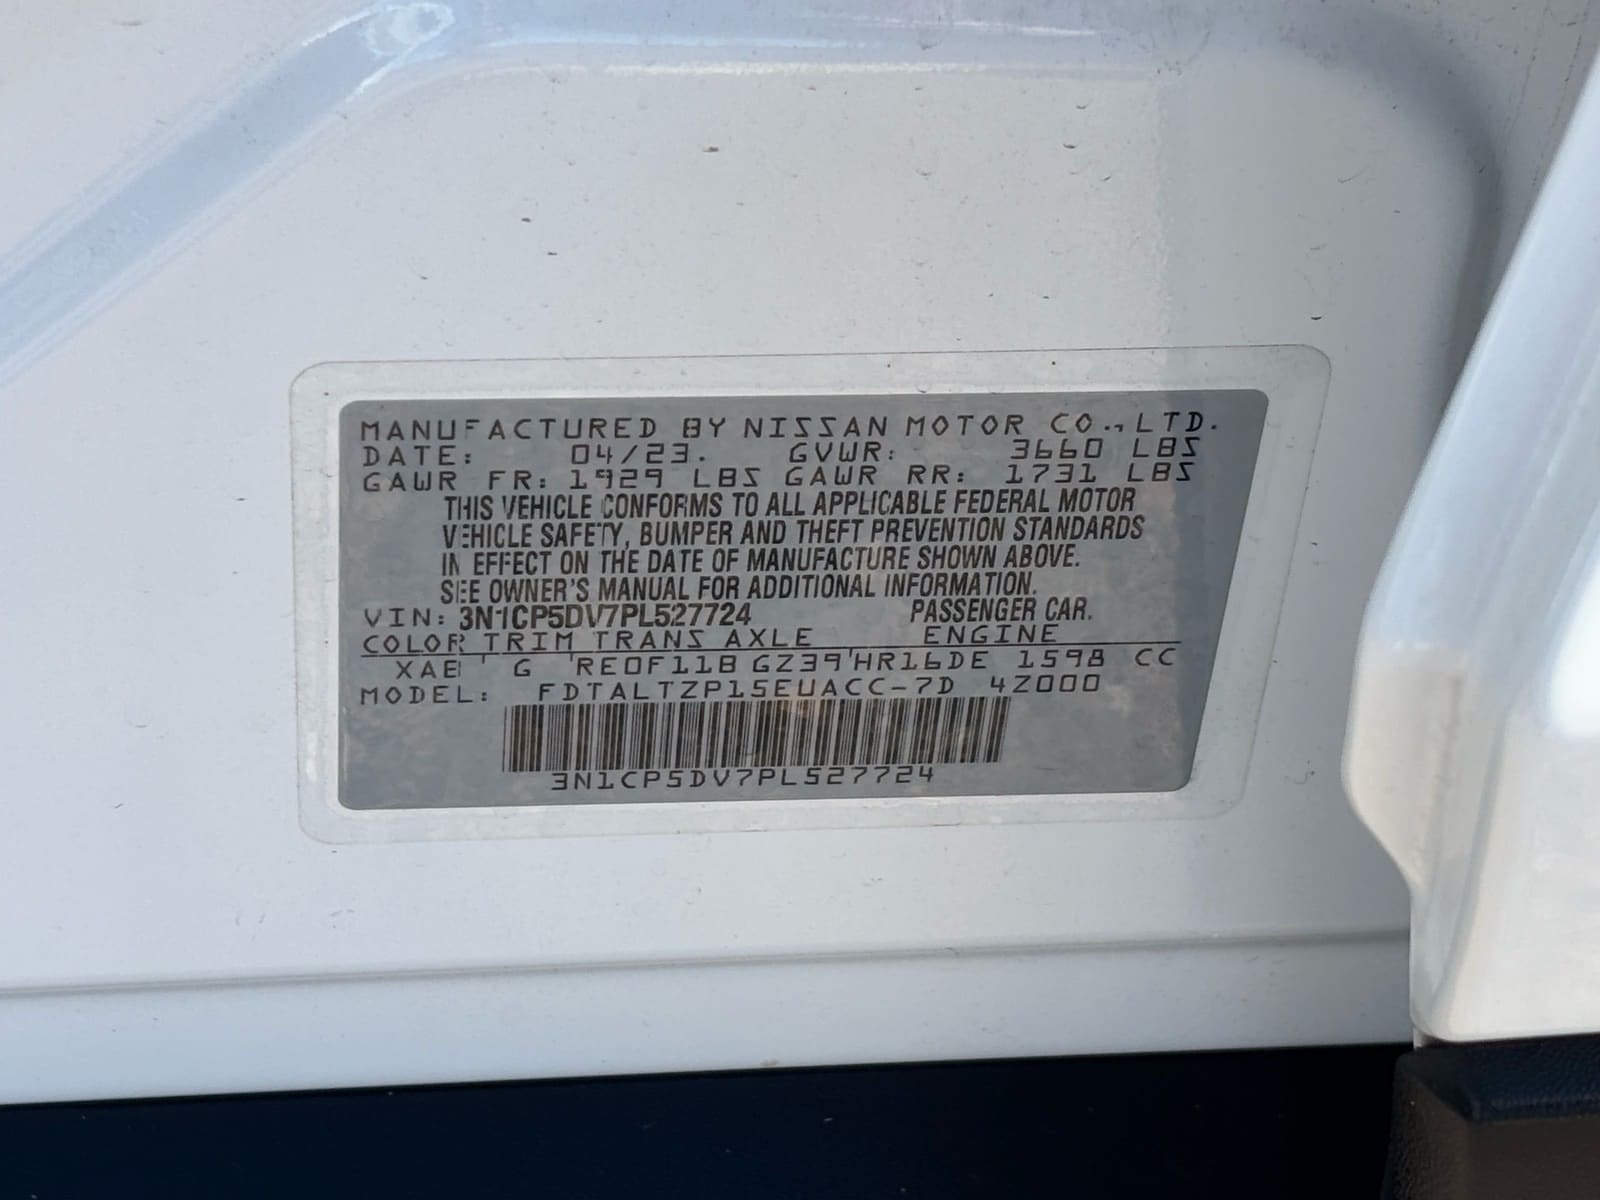 MANUFACTURED BY NISSAN MOTOR CO., LTD.
DATE: 04/23. GVWR: 3660 LBS
GAWR FR: 1929 LBS GAWR RR: 1731 LBS
THIS VEHICLE CONFORMS TO ALL APPLICABLE FEDERAL MOTOR
VEHICLE SAFETY, BUMPER AND THEFT PREVENTION STANDARDS
IN EFFECT ON THE DATE OF MANUFACTURE SHOWN ABOVE.
SEE OWNER'S MANUAL FOR ADDITIONAL INFORMATION.
VIN: 3N1CP5DV7PL527724 PASSENGER CAR.
COLOR TRIM TRANS AXLE ENGINE
XAB G RE0F11B GZ39 HR16DE 1598 CC
MODEL: FDTALTZP15EUACC-7D 4Z000
3N1CP5DV7PL527724